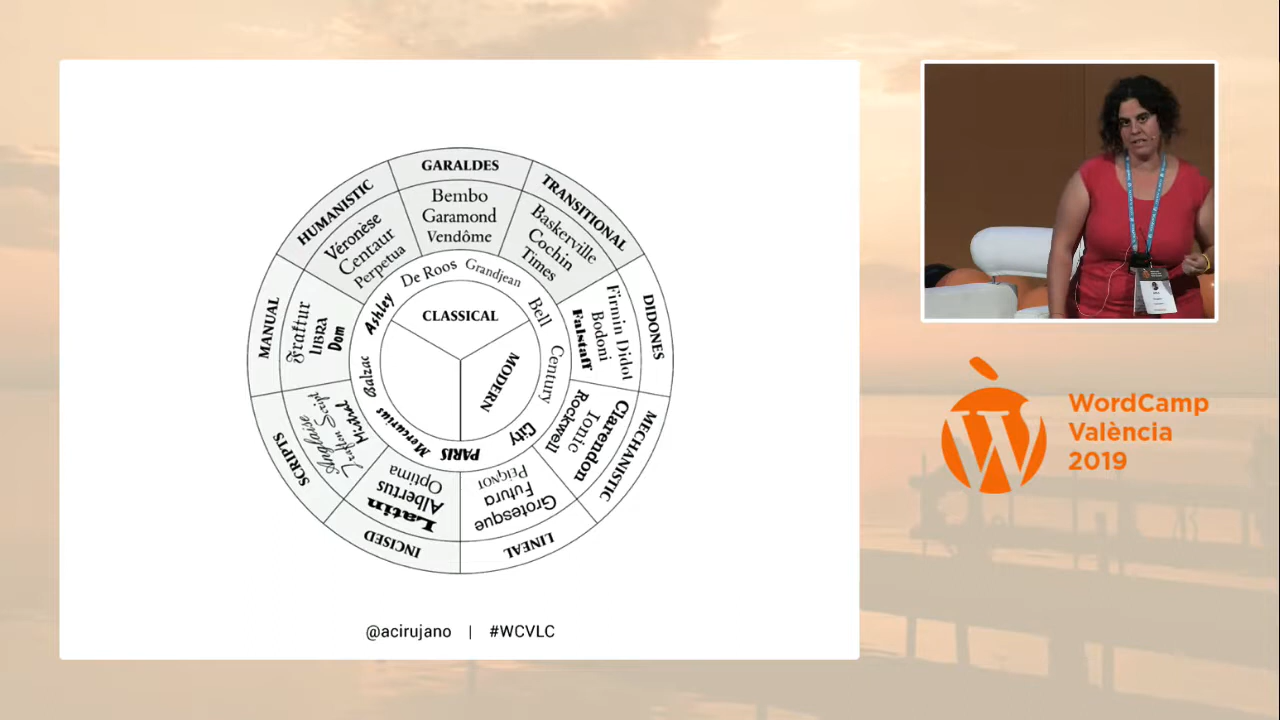 GARALDES
Bembo
Garamond
Vendôme
TRANSITIONAL
Baskerville
Cochin
Times
DIDONES
Firmin Didot
Bodoni
Falstaff
MECHANISTIC
Clarendon
Ionic
Rockwell
LINEAL
Grotesque
Futura
PEIGNOT
INCISED
Latin
Albertus
Optima
SCRIPTS
Anglaise
Mistral
MANUAL
Fraktur
LIBRA
Dom
HUMANISTIC
Véronèse
Centaur
Perpetua
De Roos
Grandjean
Bell
Century
City
PARIS
Mercurius
Balzac
Ashley
CLASSICAL
MODERN
@acirujano | #WCVLC
WordCamp
València
2019